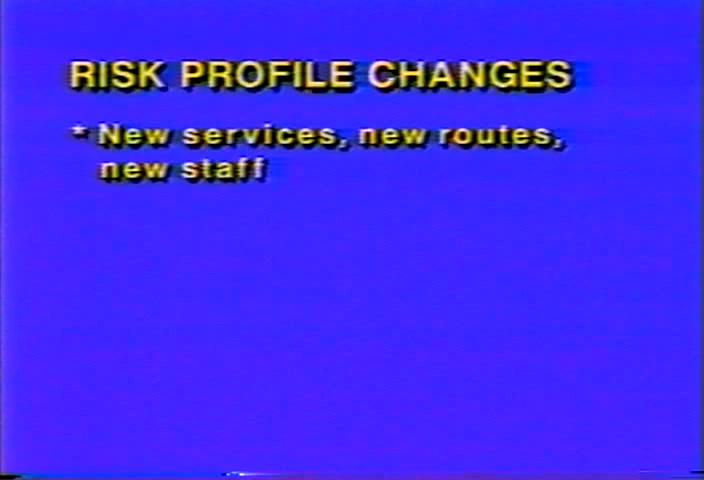 RISK PROFILE CHANGES
* New services, new routes,
new staff